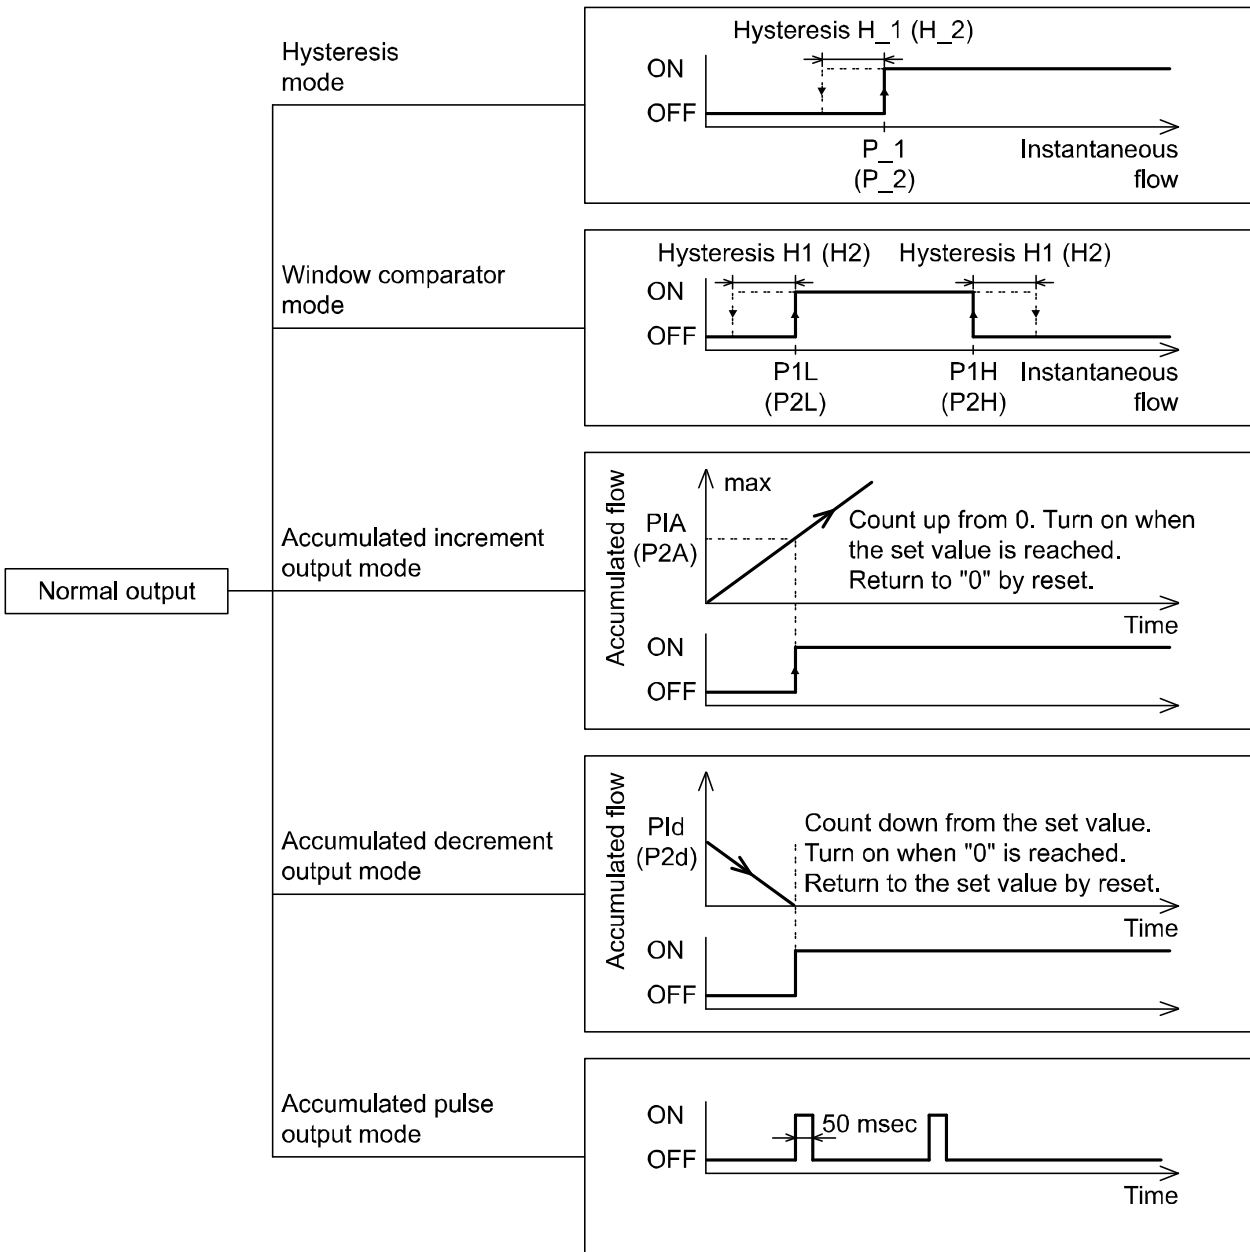 Normal output
Hysteresis
mode
Hysteresis H_1 (H_2)
ON
OFF
P_1
(P_2)
Instantaneous
flow
Window comparator
mode
Hysteresis H1 (H2)
Hysteresis H1 (H2)
ON
OFF
P1L
(P2L)
P1H
(P2H)
Instantaneous
flow
Accumulated increment
output mode
Accumulated flow
max
PIA
(P2A)
Count up from 0. Turn on when
the set value is reached.
Return to "0" by reset.
Time
ON
OFF
Accumulated decrement
output mode
Accumulated flow
PId
(P2d)
Count down from the set value.
Turn on when "0" is reached.
Return to the set value by reset.
Time
ON
OFF
Accumulated pulse
output mode
ON
OFF
50 msec
Time